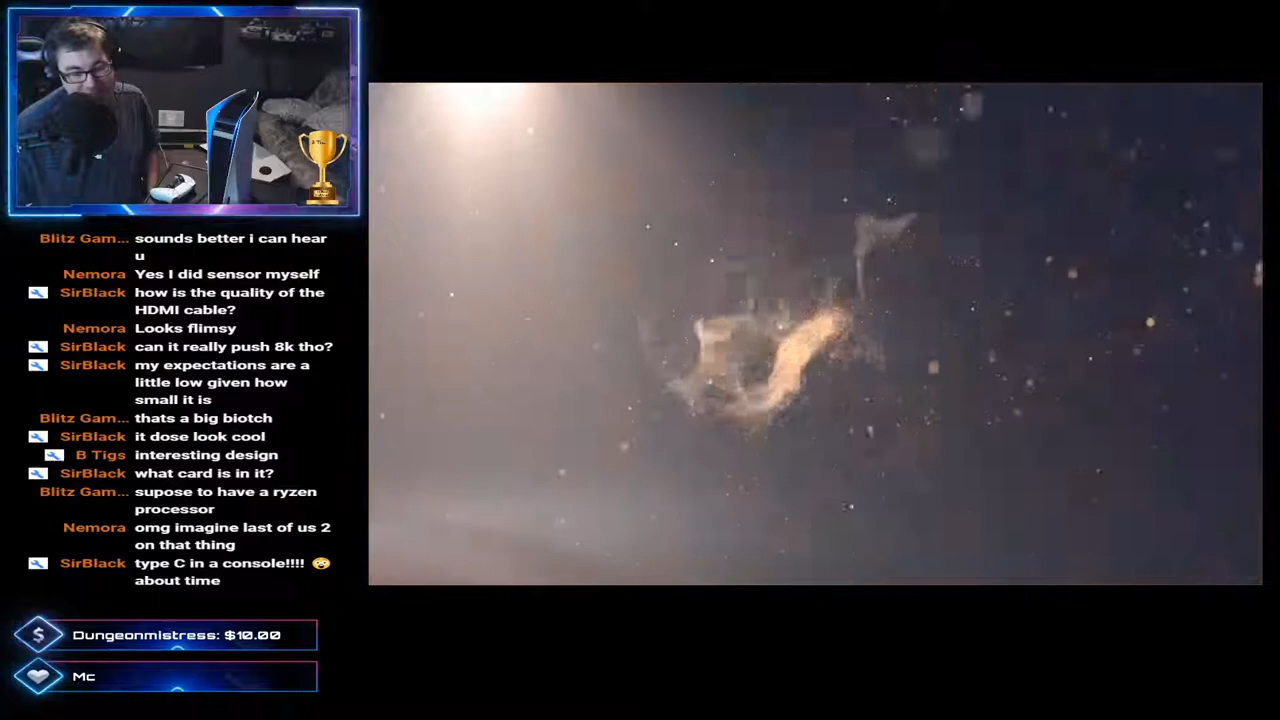 Blitz Gam... sounds better i can hear
u
Nemora Yes I did sensor myself
SirBlack how is the quality of the
HDMI cable?
Nemora Looks flimsy
SirBlack can it really push 8k tho?
SirBlack my expectations are a
little low given how
small it is
Blitz Gam... thats a big biotch
SirBlack it dose look cool
B Tigs interesting design
SirBlack what card is in it?
Blitz Gam... supose to have a ryzen
processor
Nemora omg imagine last of us 2
on that thing
SirBlack type C in a console!!!! 😳
about time
$ Dungeonmistress: $10.00
Mc